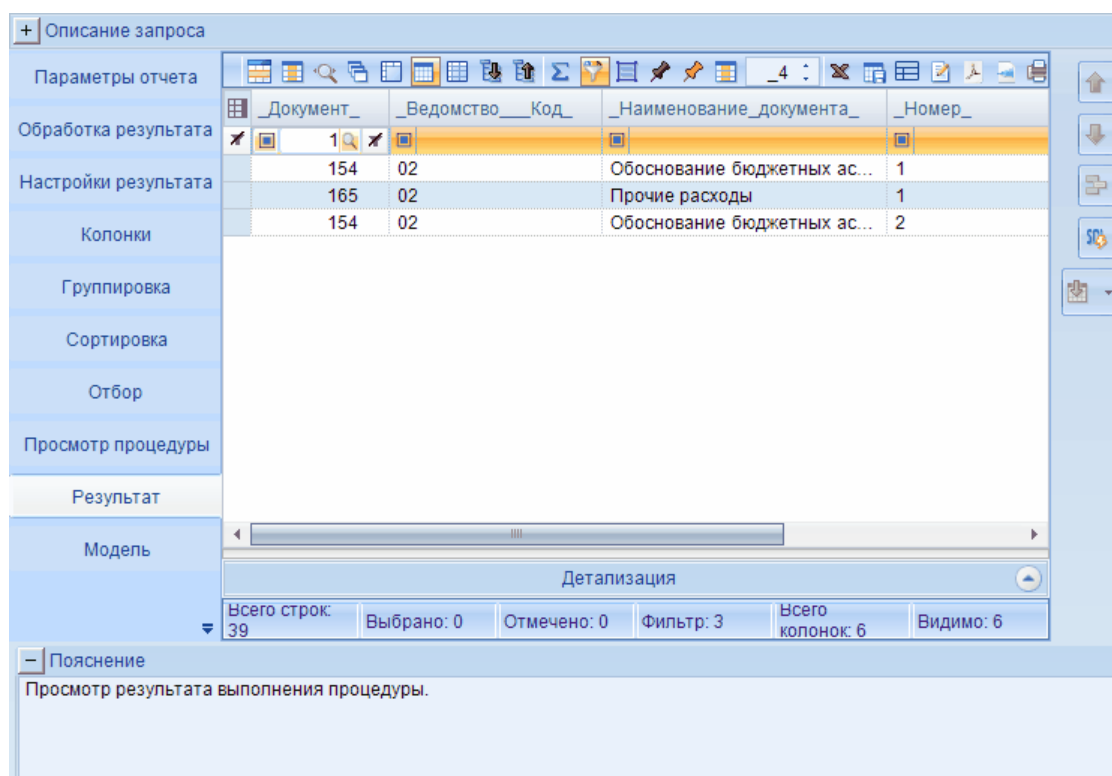 + Описание запроса
Параметры отчета
Обработка результата
Настройки результата
Колонки
Группировка
Сортировка
Отбор
Просмотр процедуры
Результат
Модель
_4
_Документ_ _Ведомство___Код_ _Наименование_документа_ _Номер_
1
154 02 Обоснование бюджетных ас... 1
165 02 Прочие расходы 1
154 02 Обоснование бюджетных ас... 2
Детализация
Всего строк: 39 Выбрано: 0 Отмечено: 0 Фильтр: 3 Всего колонок: 6 Видимо: 6
SQL
− Пояснение
Просмотр результата выполнения процедуры.